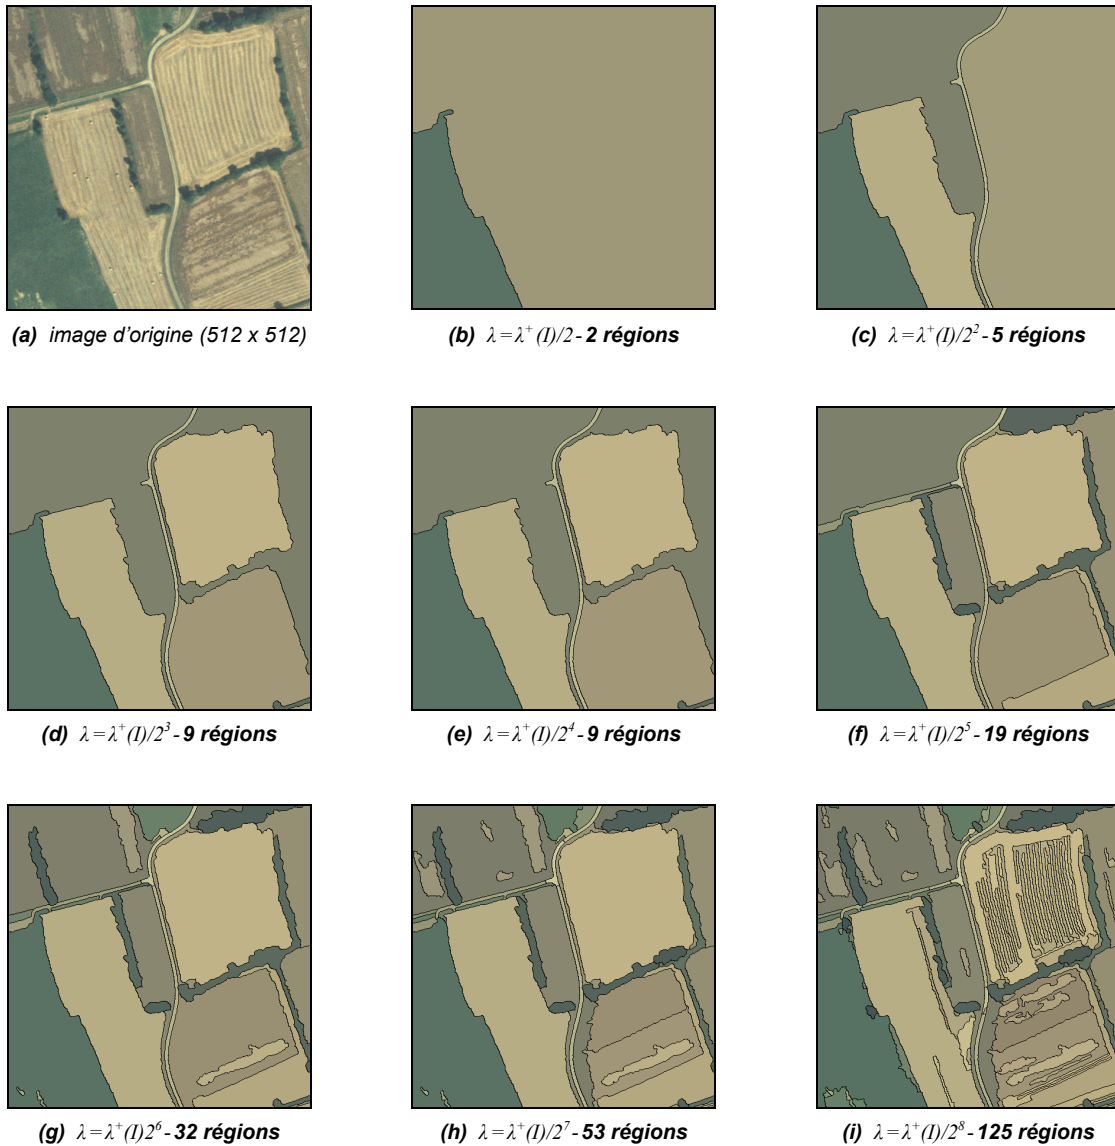 (a) image d'origine (512 x 512)
(b) λ=λ⁺(I)/2 - 2 régions
(c) λ=λ⁺(I)/2² - 5 régions
(d) λ=λ⁺(I)/2³ - 9 régions
(e) λ=λ⁺(I)/2⁴ - 9 régions
(f) λ=λ⁺(I)/2⁵ - 19 régions
(g) λ=λ⁺(I)2⁶ - 32 régions
(h) λ=λ⁺(I)/2⁷ - 53 régions
(i) λ=λ⁺(I)/2⁸ - 125 régions